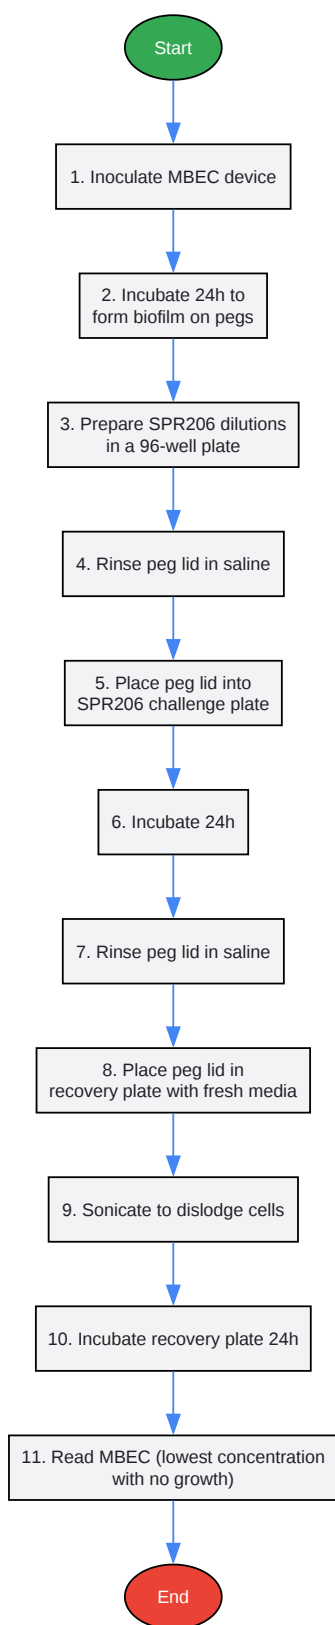 Start
1. Inoculate MBEC device
2. Incubate 24h to
form biofilm on pegs
3. Prepare SPR206 dilutions
in a 96-well plate
4. Rinse peg lid in saline
5. Place peg lid into
SPR206 challenge plate
6. Incubate 24h
7. Rinse peg lid in saline
8. Place peg lid in
recovery plate with fresh media
9. Sonicate to dislodge cells
10. Incubate recovery plate 24h
11. Read MBEC (lowest concentration
with no growth)
End